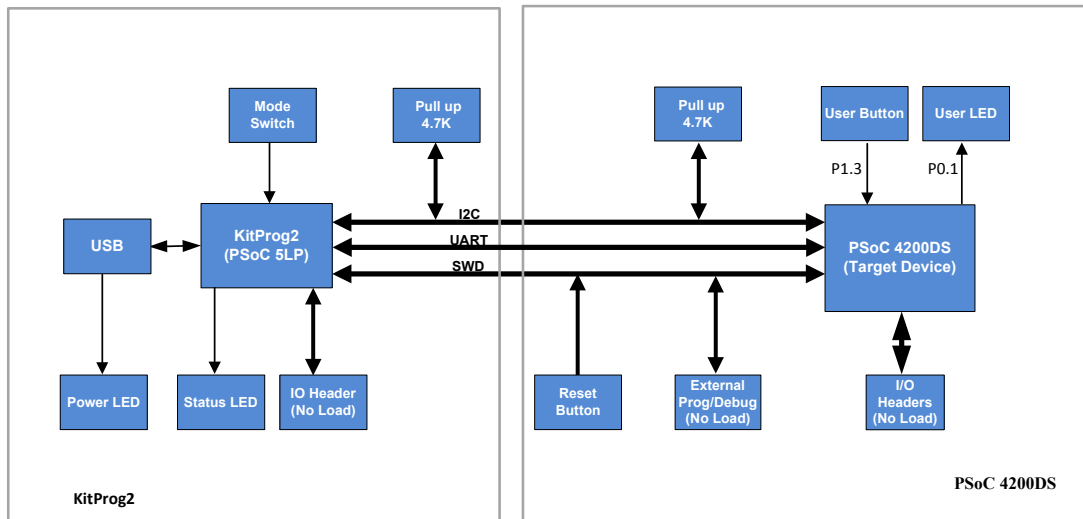 Mode
Switch
Pull up
4.7K
Pull up
4.7K
User Button
User LED
P1.3
P0.1
I2C
UART
SWD
USB
KitProg2
(PSoC 5LP)
PSoC 4200DS
(Target Device)
Power LED
Status LED
IO Header
(No Load)
Reset
Button
External
Prog/Debug
(No Load)
I/O
Headers
(No Load)
KitProg2
PSoC 4200DS